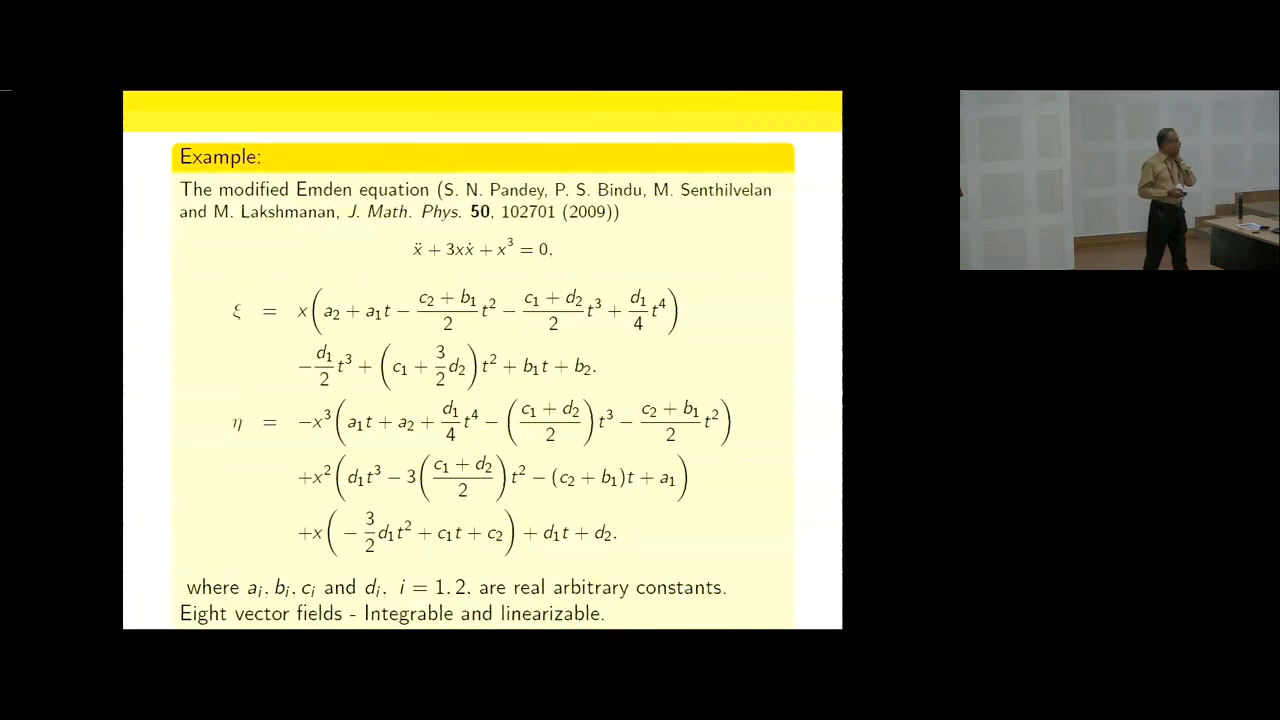 Example:
The modified Emden equation (S. N. Pandey, P. S. Bindu, M. Senthilvelan
and M. Lakshmanan, J. Math. Phys. 50, 102701 (2009))
ẍ + 3xẋ + x³ = 0,
ξ = x(a₂ + a₁t − (c₂ + b₁)/2 t² − (c₁ + d₂)/2 t³ + d₁/4 t⁴)
−d₁/2 t³ + (c₁ + 3/2 d₂) t² + b₁t + b₂.
η = −x³(a₁t + a₂ + d₁/4 t⁴ − ((c₁ + d₂)/2) t³ − (c₂ + b₁)/2 t²)
+x²(d₁t³ − 3((c₁ + d₂)/2) t² − (c₂ + b₁)t + a₁)
+x(− 3/2 d₁t² + c₁t + c₂) + d₁t + d₂.
where aᵢ, bᵢ, cᵢ and dᵢ, i = 1, 2, are real arbitrary constants.
Eight vector fields - Integrable and linearizable.